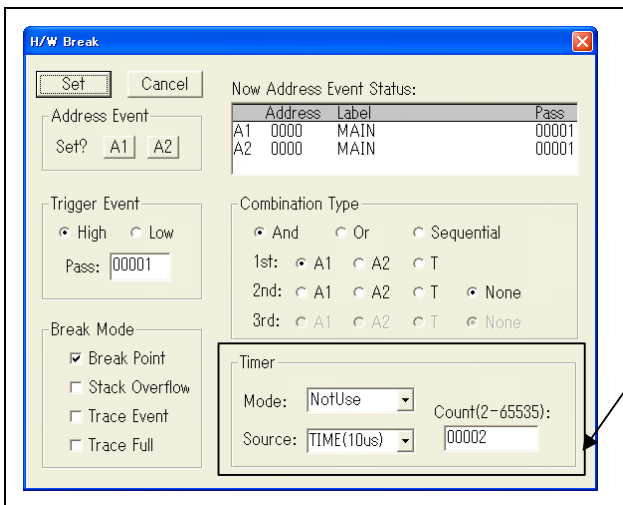 H/W Break
Set Cancel
Address Event
Set? A1 A2
Now Address Event Status:
Address Label Pass
A1 0000 MAIN 00001
A2 0000 MAIN 00001
Trigger Event
High Low
Pass: 00001
Combination Type
And Or Sequential
1st: A1 A2 T
2nd: A1 A2 T None
3rd: A1 A2 T None
Break Mode
Break Point
Stack Overflow
Trace Event
Trace Full
Timer
Mode: NotUse
Count(2-65535):
Source: TIME(10us) 00002